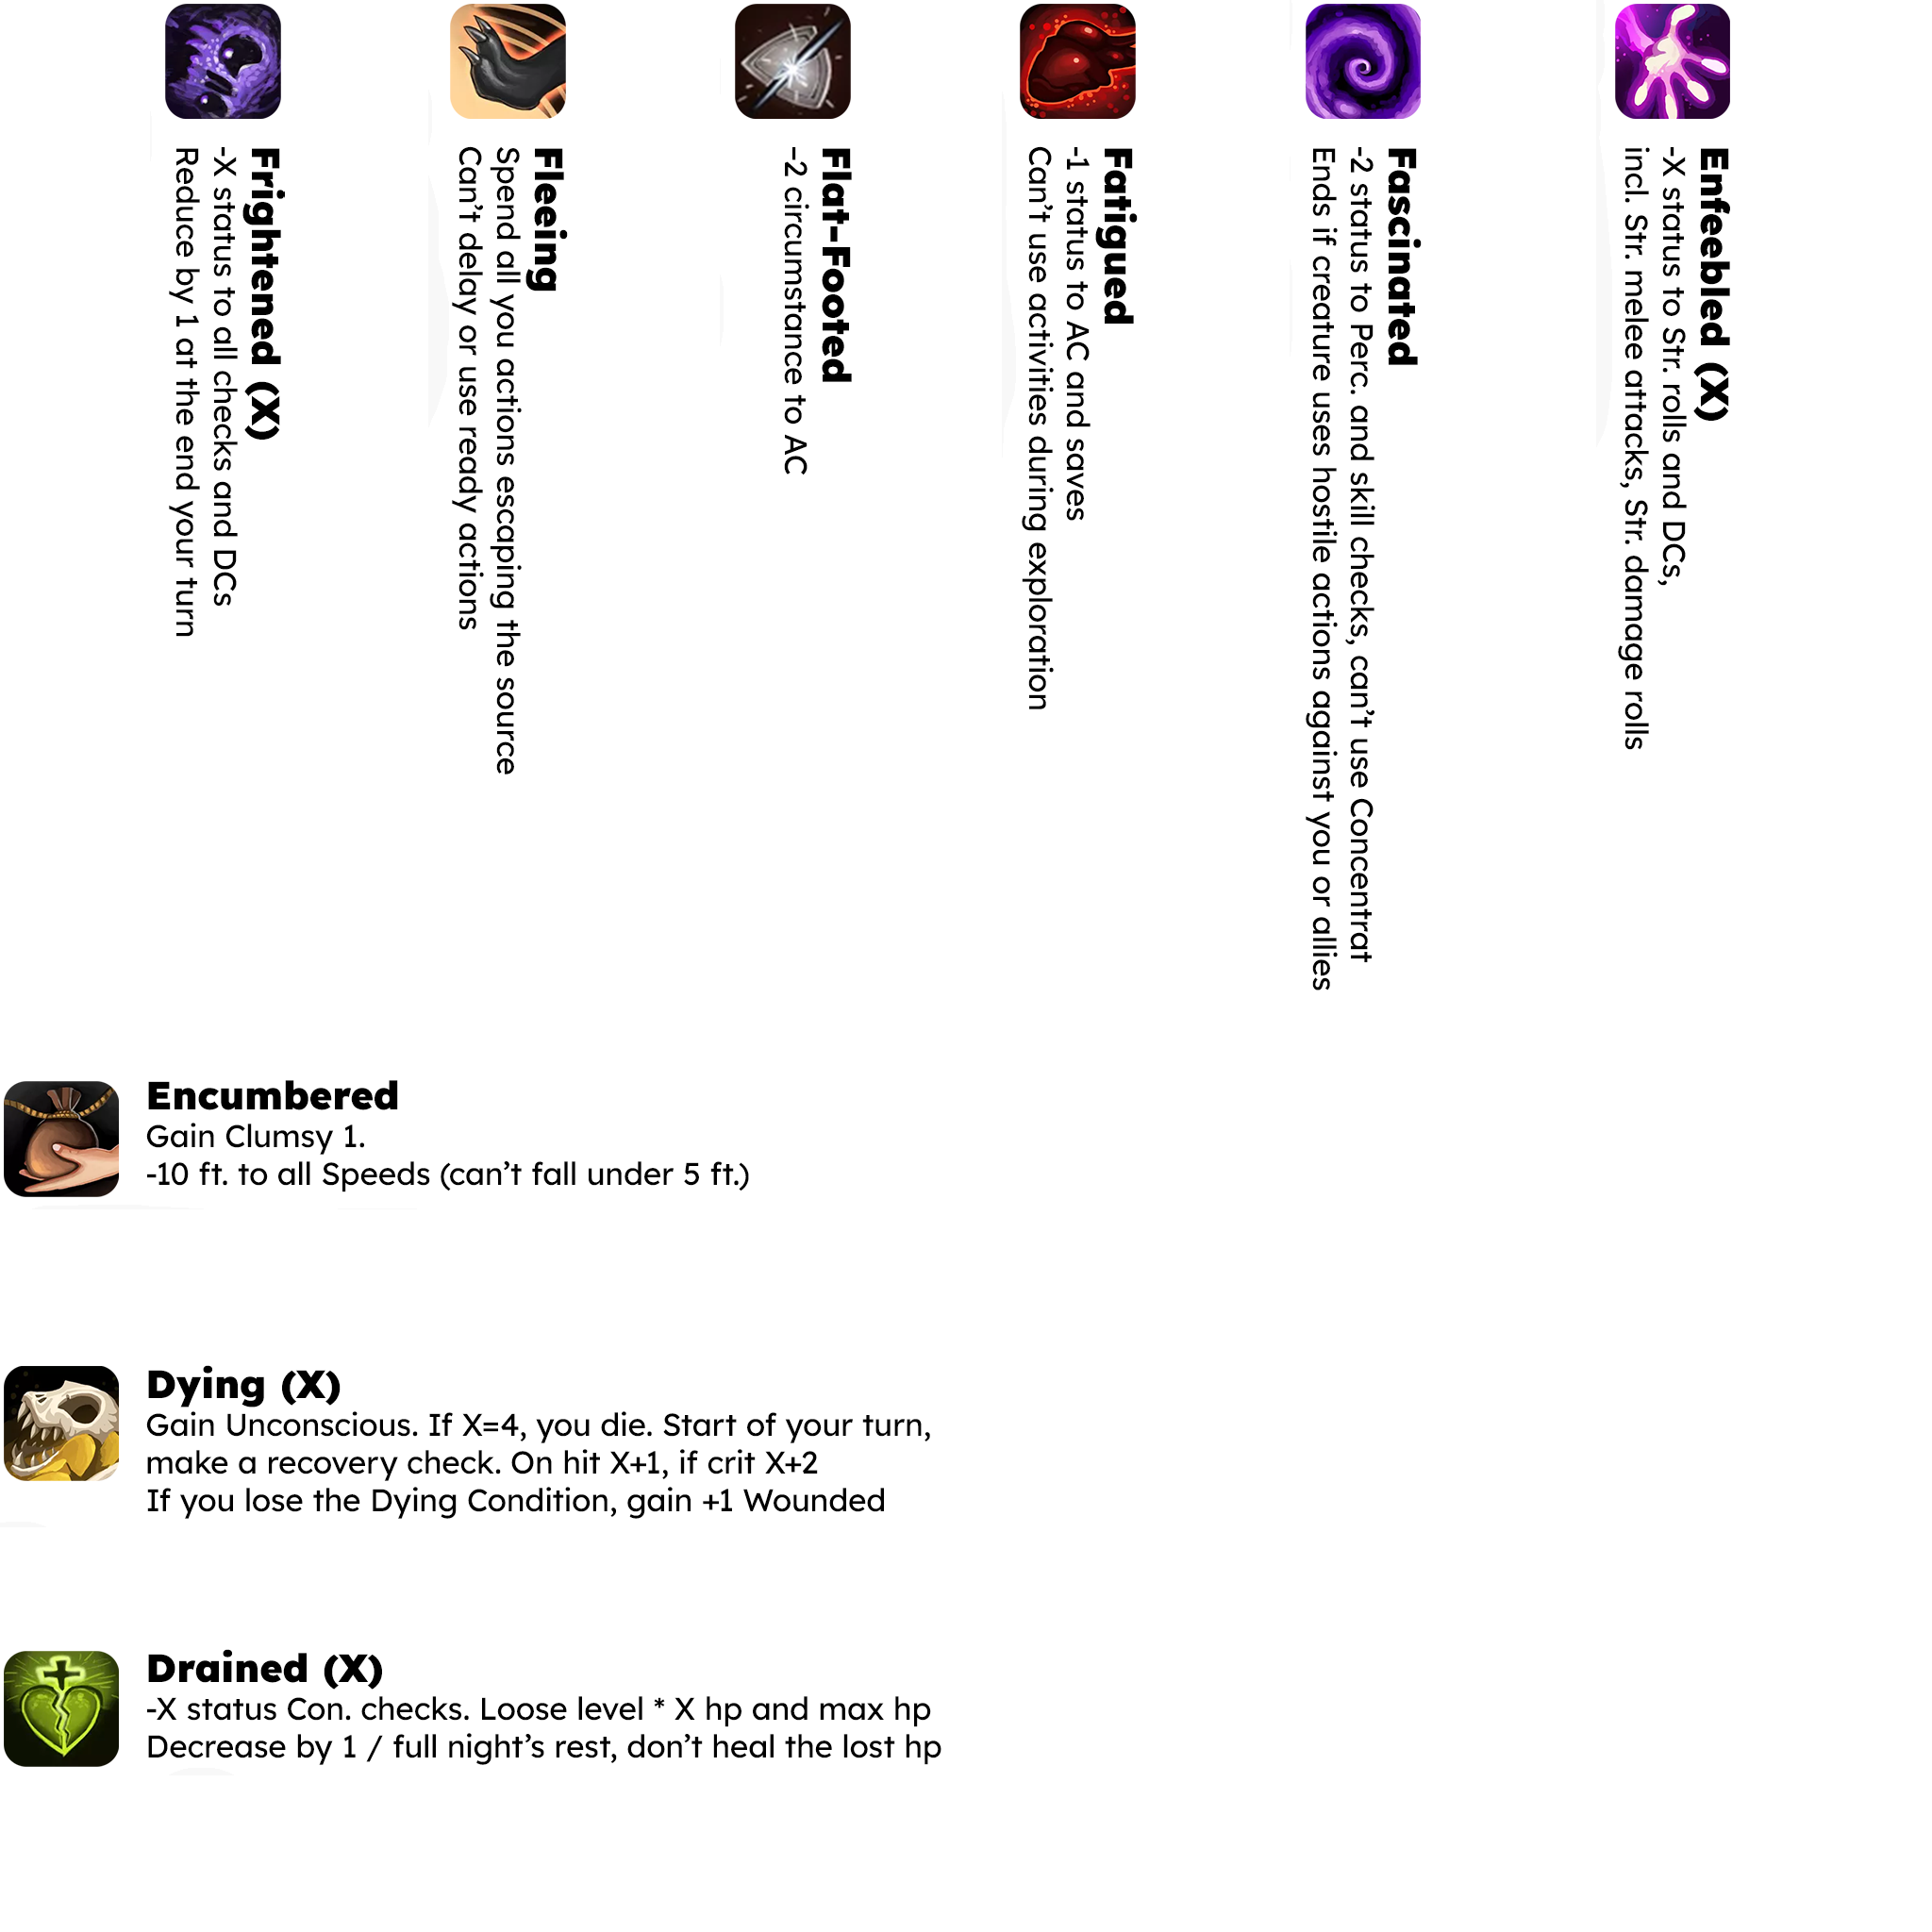 Frightened (X)
-X status to all checks and DCs
Reduce by 1 at the end your turn
Fleeing
Spend all you actions escaping the source
Can't delay or use ready actions
Flat-Footed
-2 circumstance to AC
Fatigued
-1 status to AC and saves
Can't use activities during exploration
Fascinated
-2 status to Perc. and skill checks, can't use Concentrat
Ends if creature uses hostile actions against you or allies
Enfeebled (X)
-X status to Str. rolls and DCs,
incl. Str. melee attacks, Str. damage rolls
Encumbered
Gain Clumsy 1.
-10 ft. to all Speeds (can't fall under 5 ft.)
Dying (X)
Gain Unconscious. If X=4, you die. Start of your turn,
make a recovery check. On hit X+1, if crit X+2
If you lose the Dying Condition, gain +1 Wounded
Drained (X)
-X status Con. checks. Loose level * X hp and max hp
Decrease by 1 / full night's rest, don't heal the lost hp